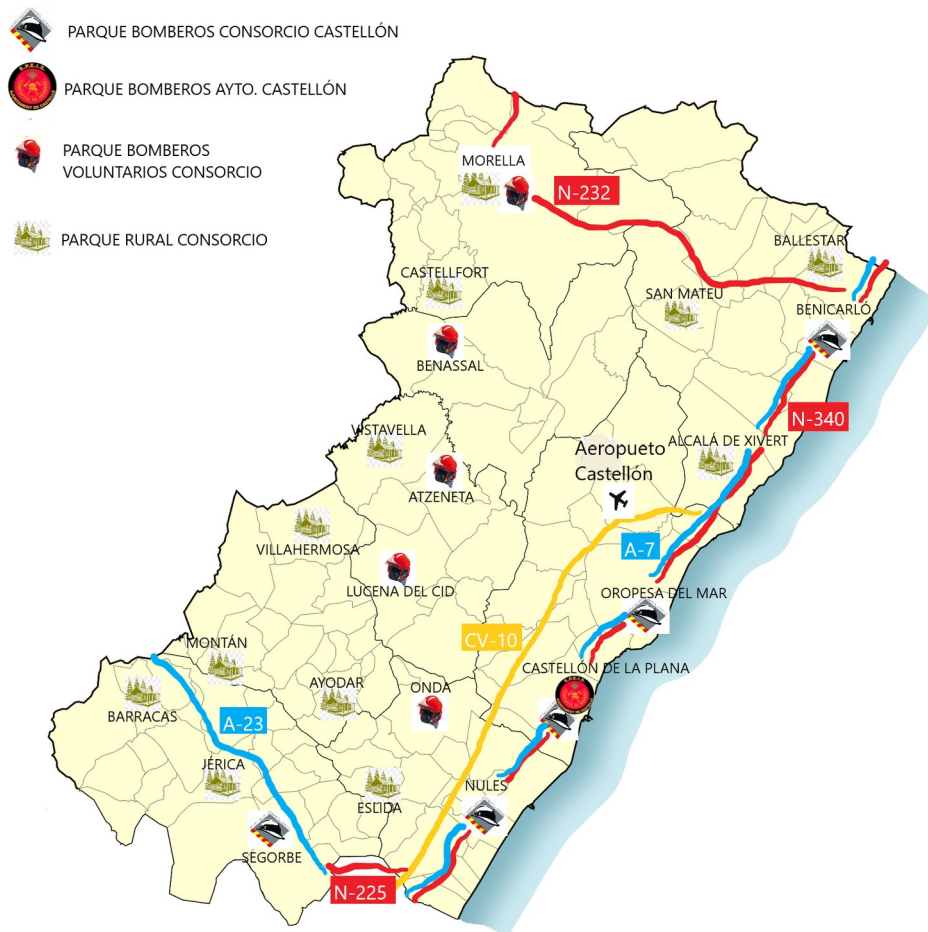 PARQUE BOMBEROS CONSORCIO CASTELLÓN
PARQUE BOMBEROS AYTO. CASTELLÓN
PARQUE BOMBEROS
VOLUNTARIOS CONSORCIO
PARQUE RURAL CONSORCIO
MORELLA
N-232
BALLESTAR
CASTELLFORT
SAN MATEU
BENICARLÓ
BENASSAL
N-340
VISTAVELLA
ALCALÁ DE XIVERT
Aeropueto
Castellón
ATZENETA
VILLAHERMOSA
A-7
LUCENA DEL CID
OROPESA DEL MAR
CV-10
MONTÁN
CASTELLÓN DE LA PLANA
AYODAR
ONDA
BARRACAS
A-23
JÉRICA
NULES
ESLIDA
SEGORBE
N-225